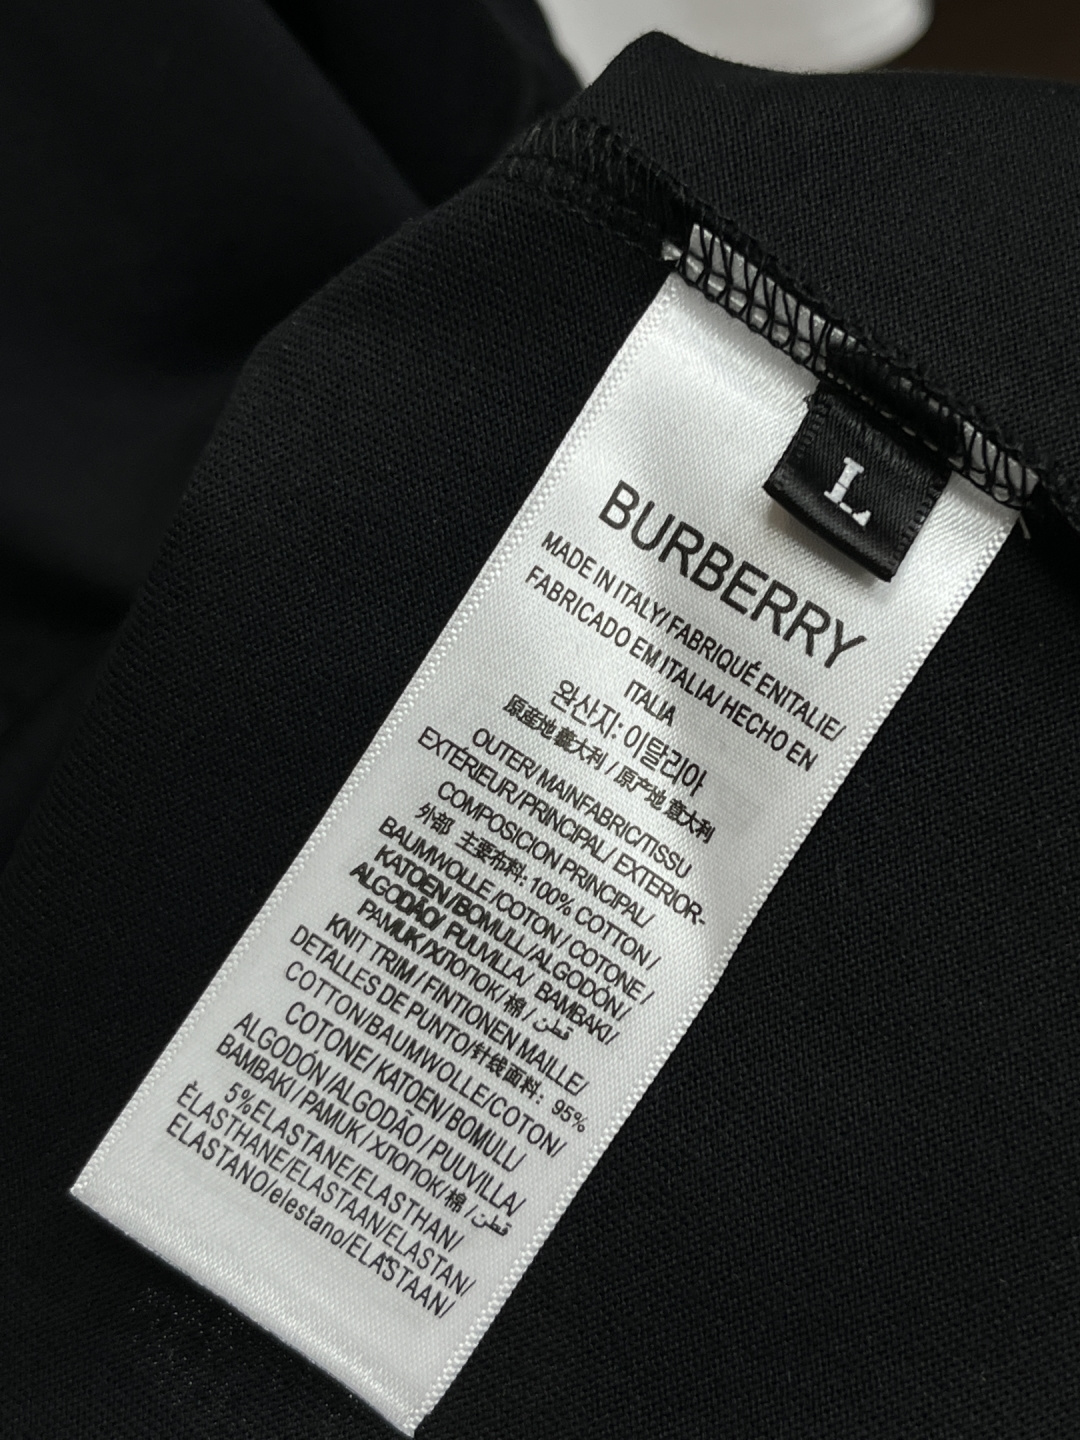 L
BURBERRY
MADE IN ITALY/ FABRIQUÉ ENITALIE/
FABRICADO EM ITALIA/ HECHO EN
ITALIA
완산지: 이탈리아
原産地 意大利 / 原产地 意大利
OUTER/ MAINFABRIC/TISSU
EXTÉRIEUR/PRINCIPAL/ EXTERIOR-
COMPOSICION PRINCIPAL/
外部 主要布料: 100% COTTON /
BAUMWOLLE /COTON / COTONE /
KATOEN/BOMULL/ALGODÓN/
ALGODÃO/ PUUVILLA/ BAMBAKI/
PAMUK /ХЛОПОК/ 棉 / قطن
KNIT TRIM / FINTIONEN MAILLE/
DETALLES DE PUNTO/针线面料: 95%
COTTON/BAUMWOLLE/COTON/
COTONE/ KATOEN/ BOMULL/
ALGODÓN /ALGODÃO / PUUVILLA/
BAMBAKI / PAMUK / ХЛОПОК/ 棉 / قطن
5%ELASTANE/ELASTHAN/
ÉLASTHANE/ELASTAAN/ELASTAN/
ELASTANO/elestano/ELASTAAN/